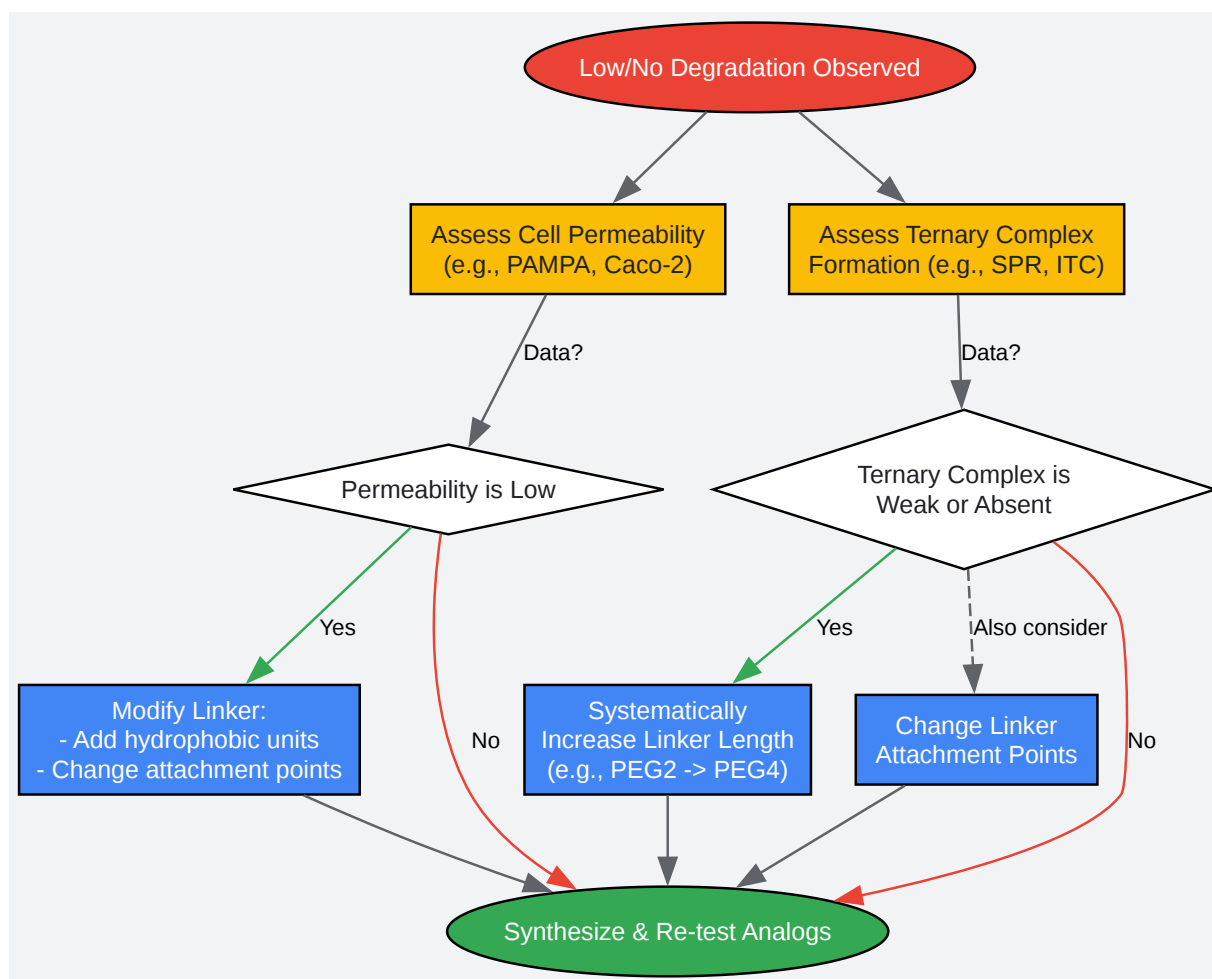 Low/No Degradation Observed
Assess Cell Permeability
(e.g., PAMPA, Caco-2)
Assess Ternary Complex
Formation (e.g., SPR, ITC)
Data?
Data?
Permeability is Low
Ternary Complex is
Weak or Absent
Yes
Yes
Also consider
Modify Linker:
- Add hydrophobic units
- Change attachment points
No
Systematically
Increase Linker Length
(e.g., PEG2 -> PEG4)
Change Linker
Attachment Points
No
Synthesize & Re-test Analogs